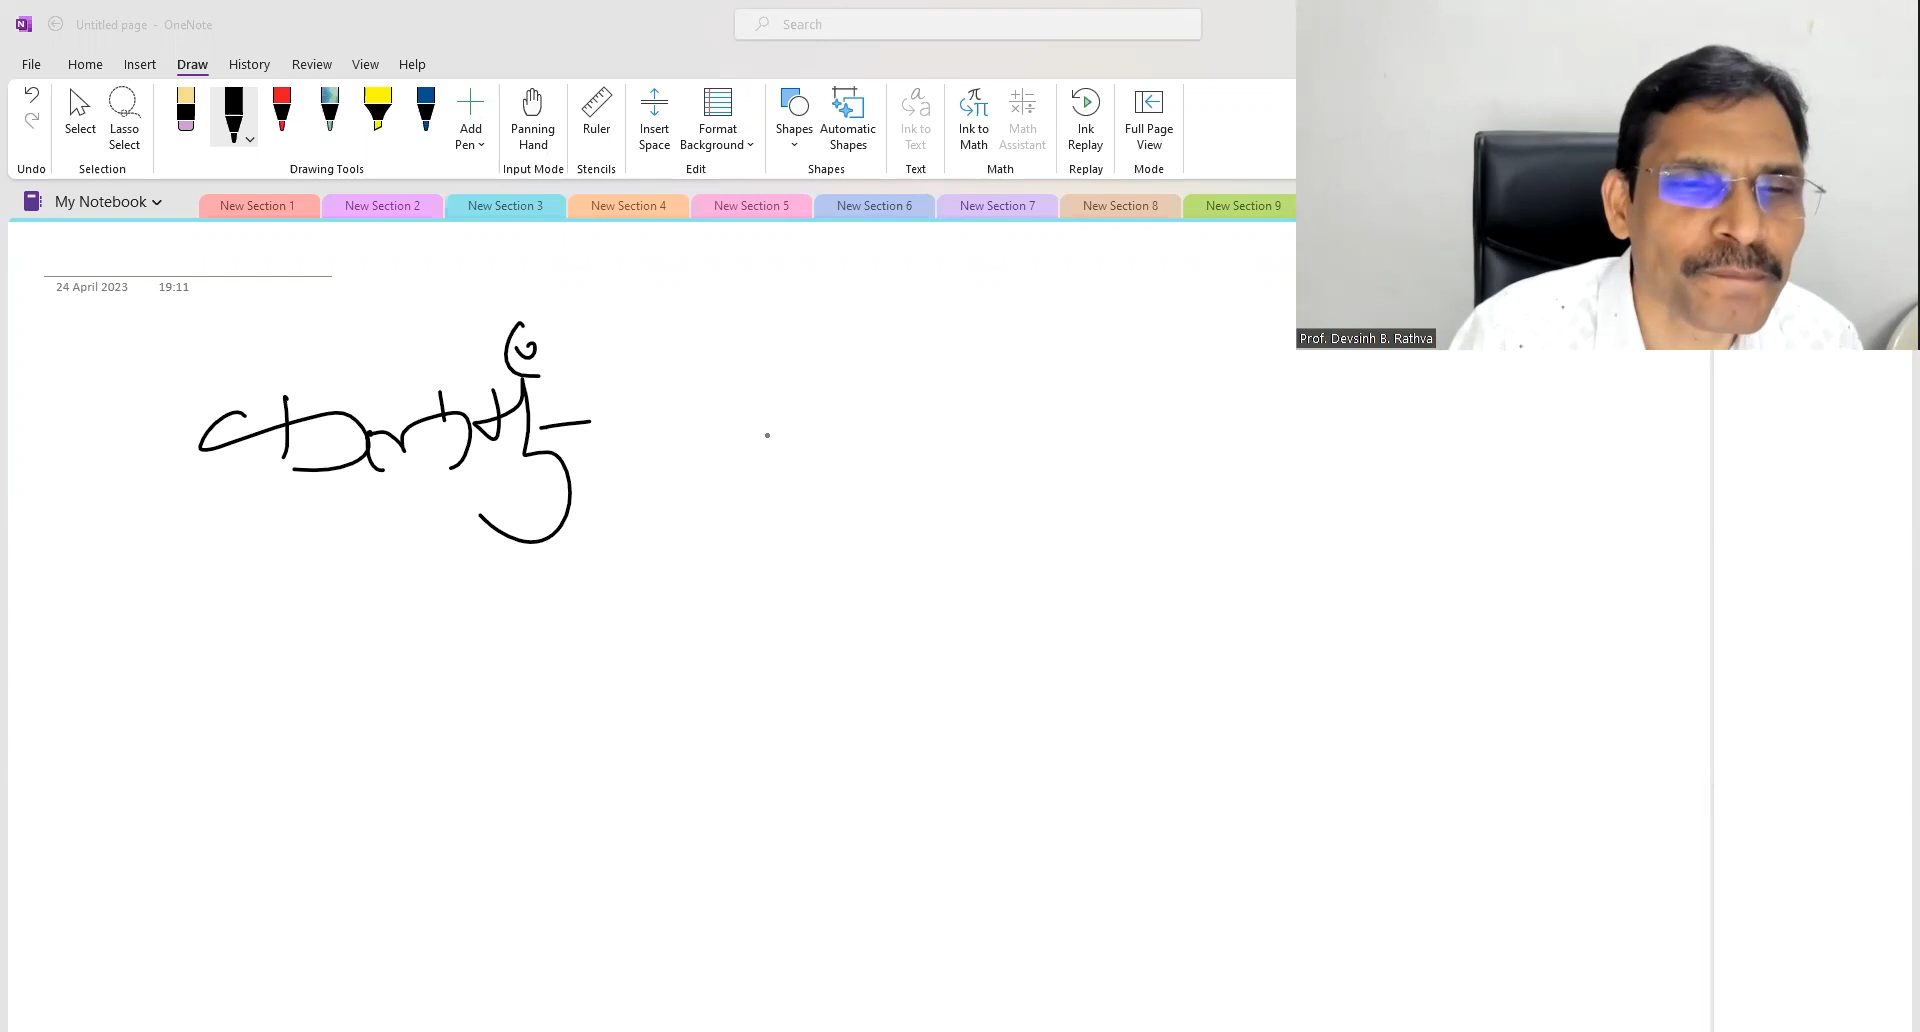 Untitled page - OneNote
Search
File Home Insert Draw History Review View Help
Select
Lasso Select
Add Pen
Panning Hand
Ruler
Insert Space
Format Background
Shapes
Automatic Shapes
Ink to Text
Ink to Math
Math Assistant
Ink Replay
Full Page View
Undo Selection Drawing Tools Input Mode Stencils Edit Shapes Text Math Replay Mode
My Notebook New Section 1 New Section 2 New Section 3 New Section 4 New Section 5 New Section 6 New Section 7 New Section 8 New Section 9
24 April 2023 19:11
Prof. Devsinh B. Rathva